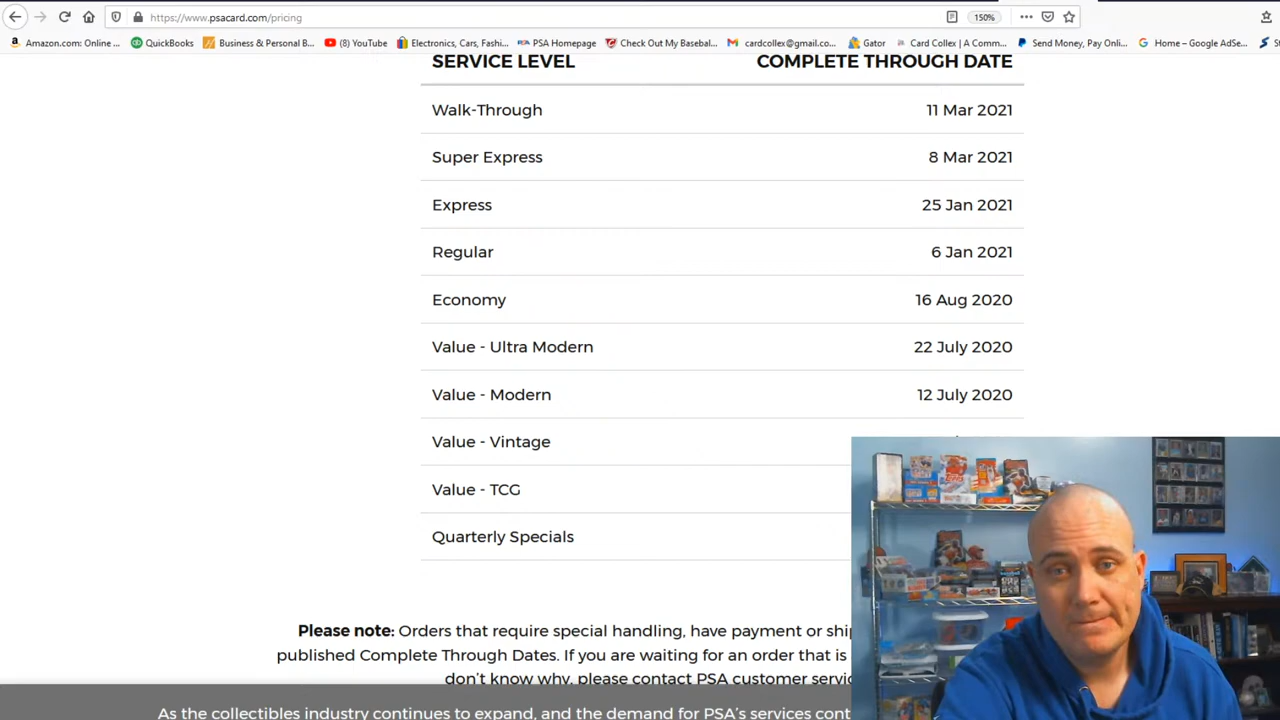 https://www.psacard.com/pricing
150%
Amazon.com: Online ...
QuickBooks
Business & Personal B...
(8) YouTube
Electronics, Cars, Fashi...
PSA Homepage
Check Out My Basebal...
cardcollex@gmail.co...
Gator
Card Collex | A Comm...
Send Money, Pay Onli...
Home – Google AdSe...
SERVICE LEVEL COMPLETE THROUGH DATE
Walk-Through 11 Mar 2021
Super Express 8 Mar 2021
Express 25 Jan 2021
Regular 6 Jan 2021
Economy 16 Aug 2020
Value - Ultra Modern 22 July 2020
Value - Modern 12 July 2020
Value - Vintage
Value - TCG
Quarterly Specials
Please note: Orders that require special handling, have payment or ship
published Complete Through Dates. If you are waiting for an order that is
don't know why, please contact PSA customer servic
As the collectibles industry continues to expand, and the demand for PSA's services cont